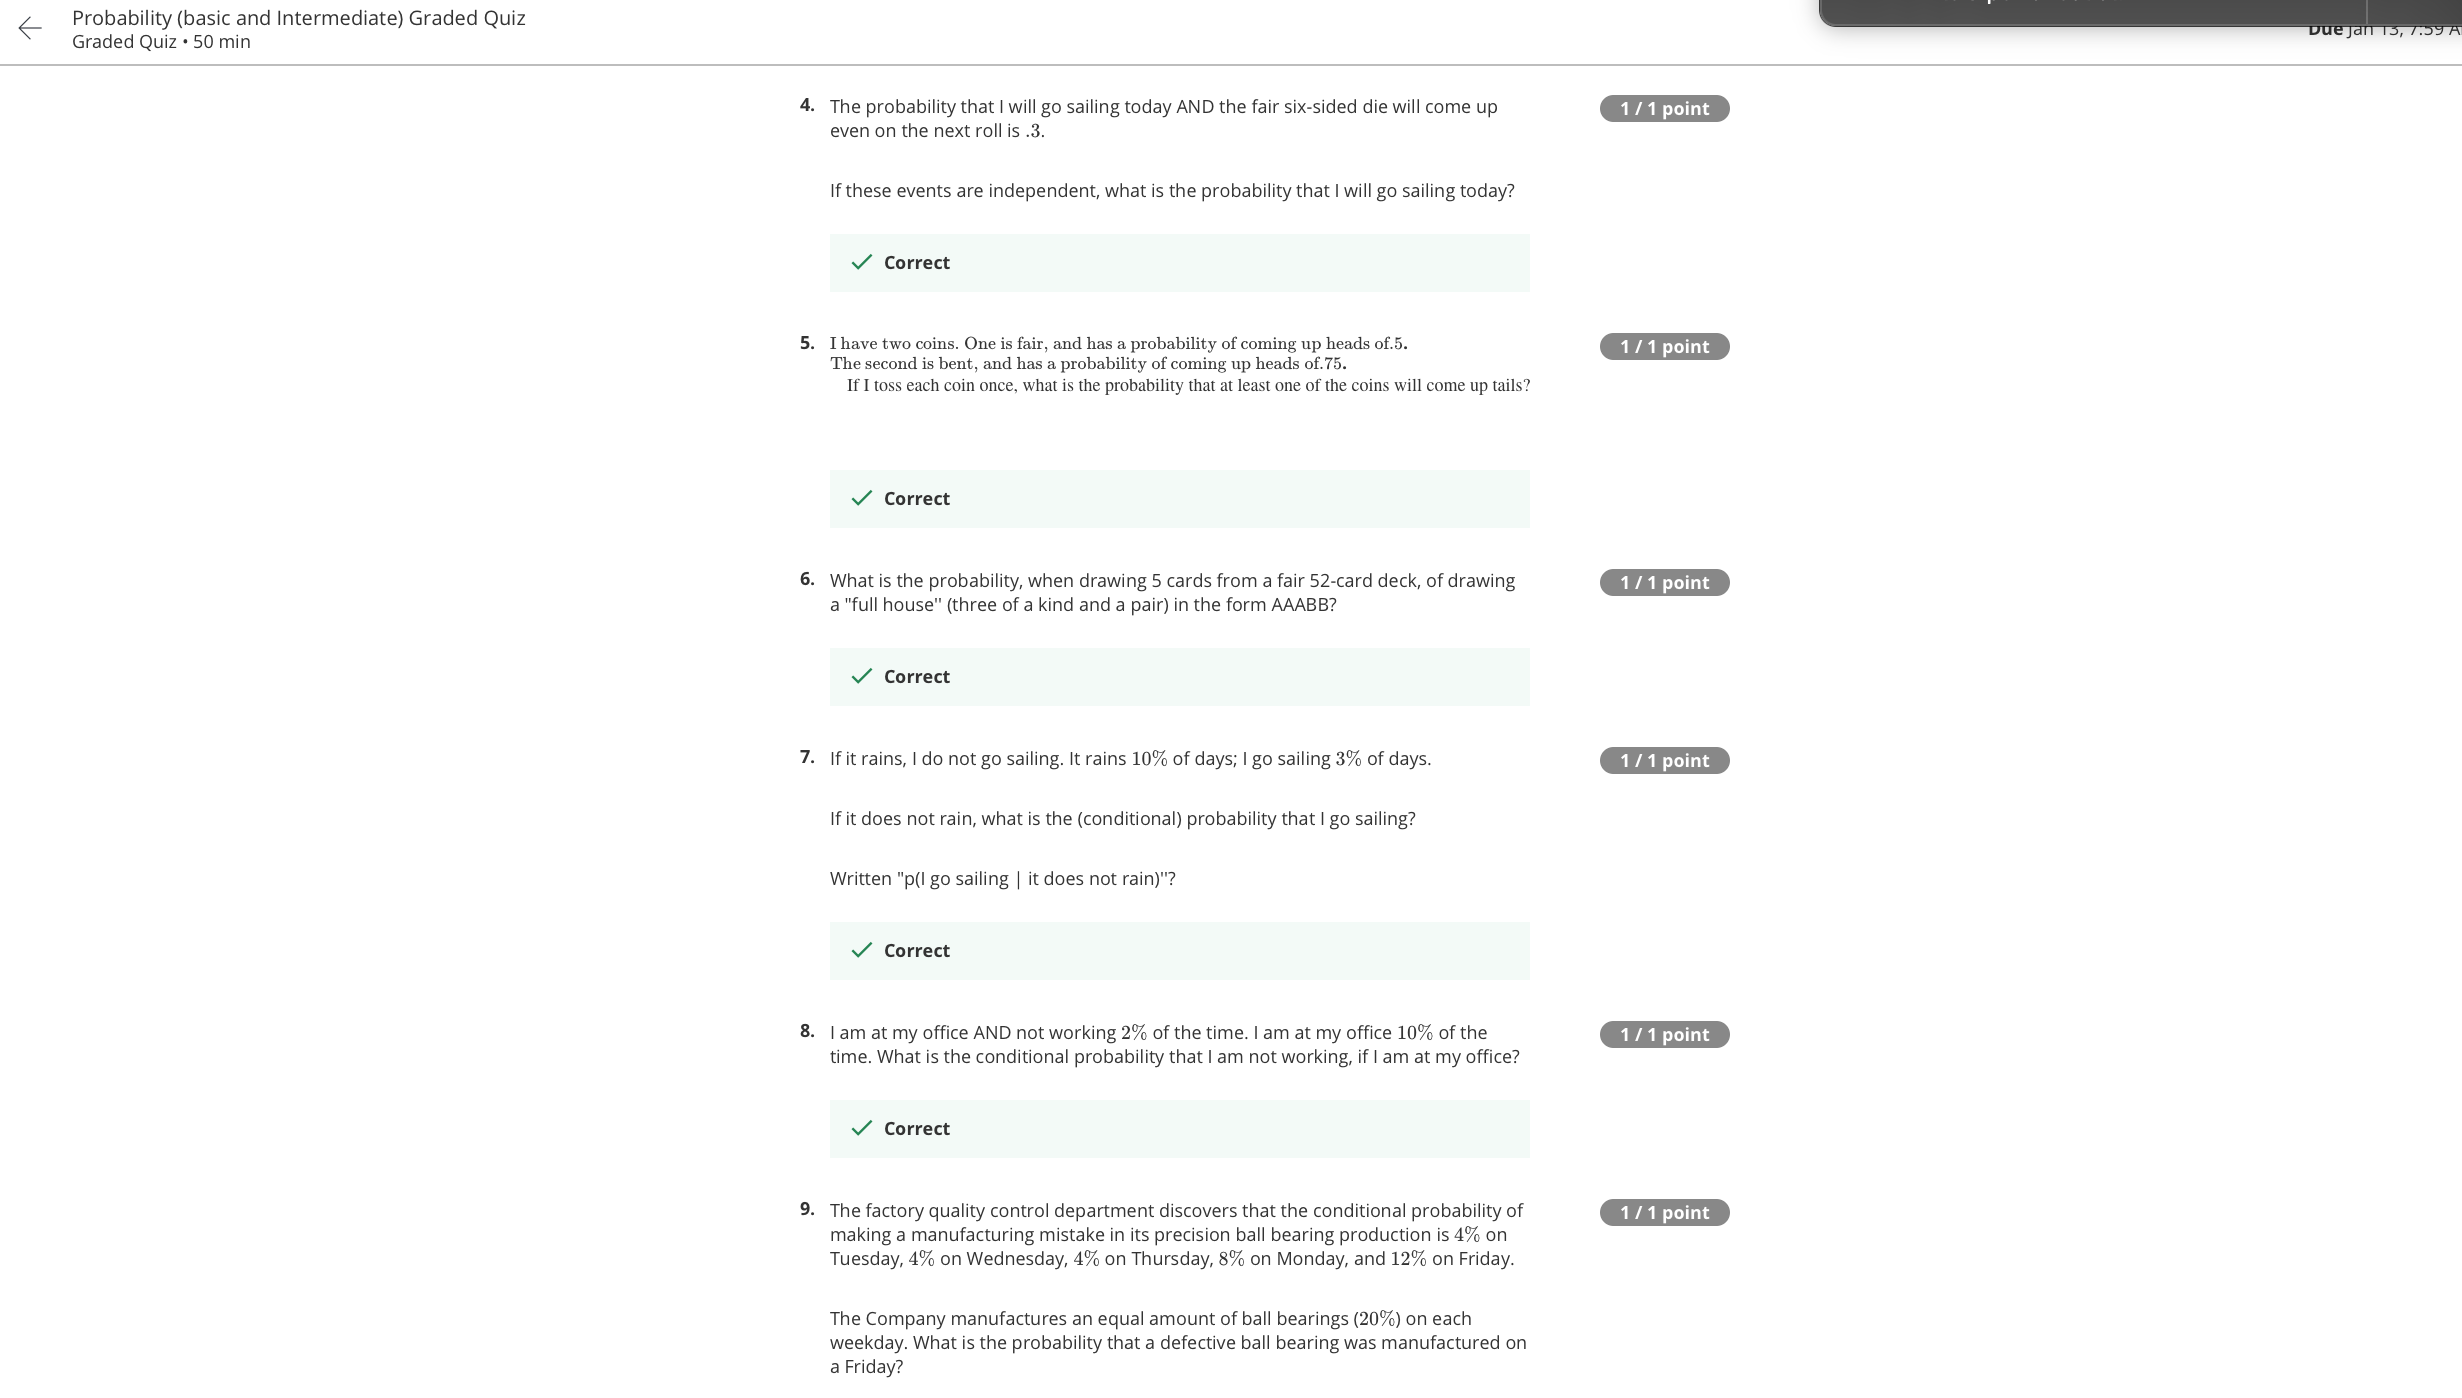 Probability (basic and Intermediate) Graded Quiz
Graded Quiz • 50 min
Due Jan 13, 7:59 A
4. The probability that I will go sailing today AND the fair six-sided die will come up
even on the next roll is .3.
1 / 1 point
If these events are independent, what is the probability that I will go sailing today?
Correct
5. I have two coins. One is fair, and has a probability of coming up heads of.5.
The second is bent, and has a probability of coming up heads of.75.
If I toss each coin once, what is the probability that at least one of the coins will come up tails?
1 / 1 point
Correct
6. What is the probability, when drawing 5 cards from a fair 52-card deck, of drawing
a "full house'' (three of a kind and a pair) in the form AAABB?
1 / 1 point
Correct
7. If it rains, I do not go sailing. It rains 10% of days; I go sailing 3% of days.
1 / 1 point
If it does not rain, what is the (conditional) probability that I go sailing?
Written "p(I go sailing | it does not rain)''?
Correct
8. I am at my office AND not working 2% of the time. I am at my office 10% of the
time. What is the conditional probability that I am not working, if I am at my office?
1 / 1 point
Correct
9. The factory quality control department discovers that the conditional probability of
making a manufacturing mistake in its precision ball bearing production is 4% on
Tuesday, 4% on Wednesday, 4% on Thursday, 8% on Monday, and 12% on Friday.
1 / 1 point
The Company manufactures an equal amount of ball bearings (20%) on each
weekday. What is the probability that a defective ball bearing was manufactured on
a Friday?